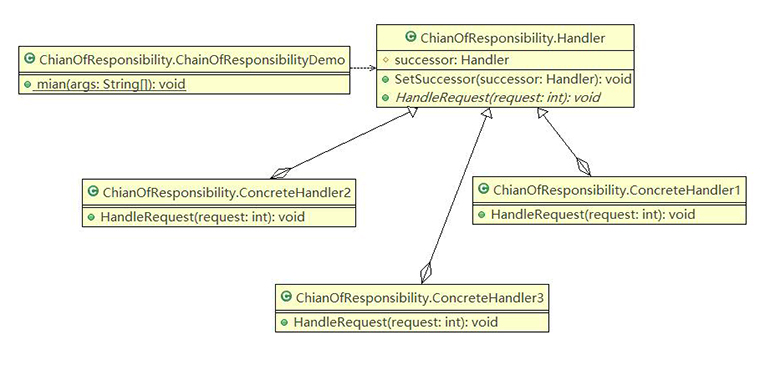 C ChianOfResponsibility.Handler
successor: Handler
SetSuccessor(successor: Handler): void
HandleRequest(request: int): void
C ChianOfResponsibility.ChainOfResponsibilityDemo
mian(args: String[]): void
C ChianOfResponsibility.ConcreteHandler2
HandleRequest(request: int): void
C ChianOfResponsibility.ConcreteHandler1
HandleRequest(request: int): void
C ChianOfResponsibility.ConcreteHandler3
HandleRequest(request: int): void